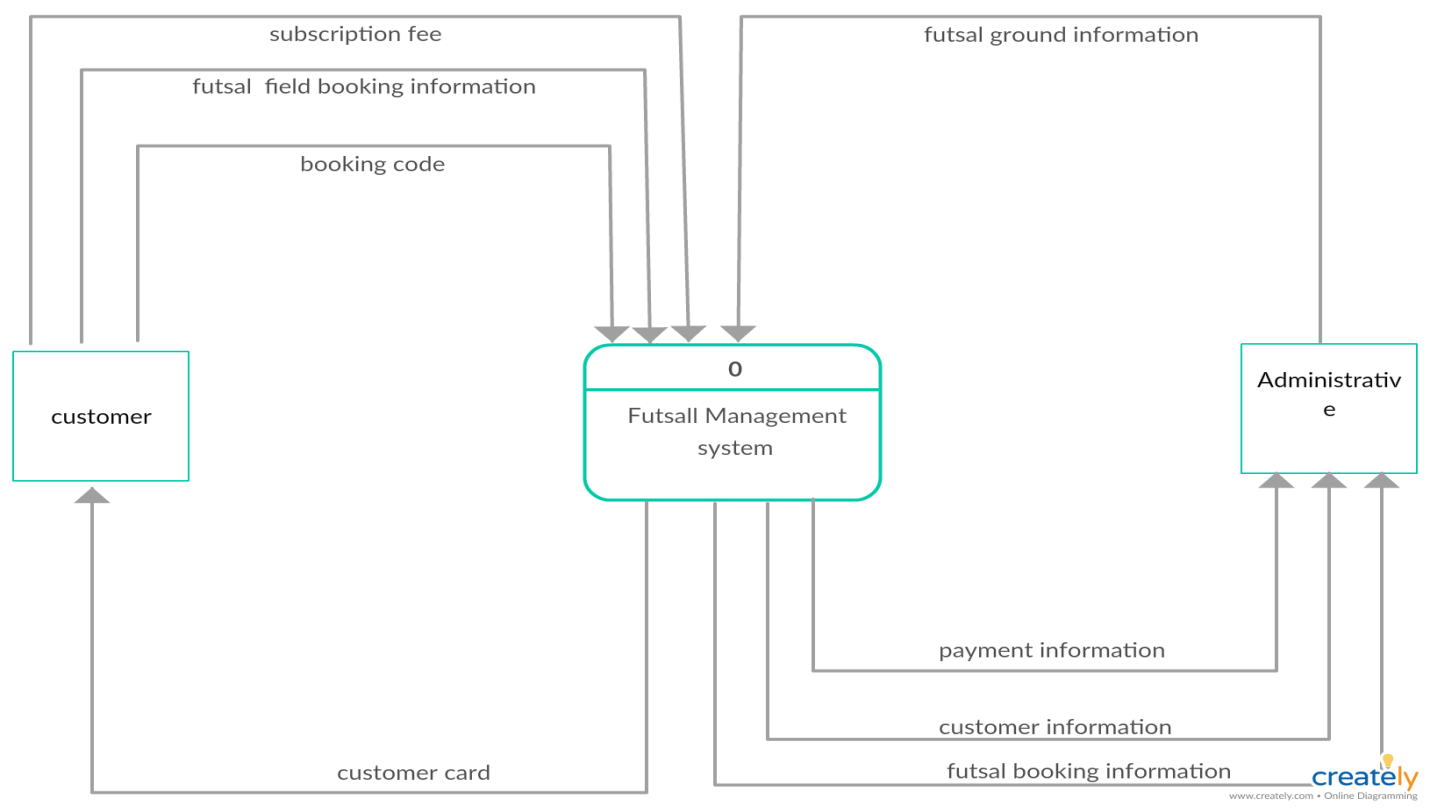 subscription fee
futsal ground information
futsal field booking information
booking code
0
Futsall Management
system
customer
Administrativ
e
payment information
customer information
customer card
futsal booking information
creately
www.creately.com • Online Diagramming